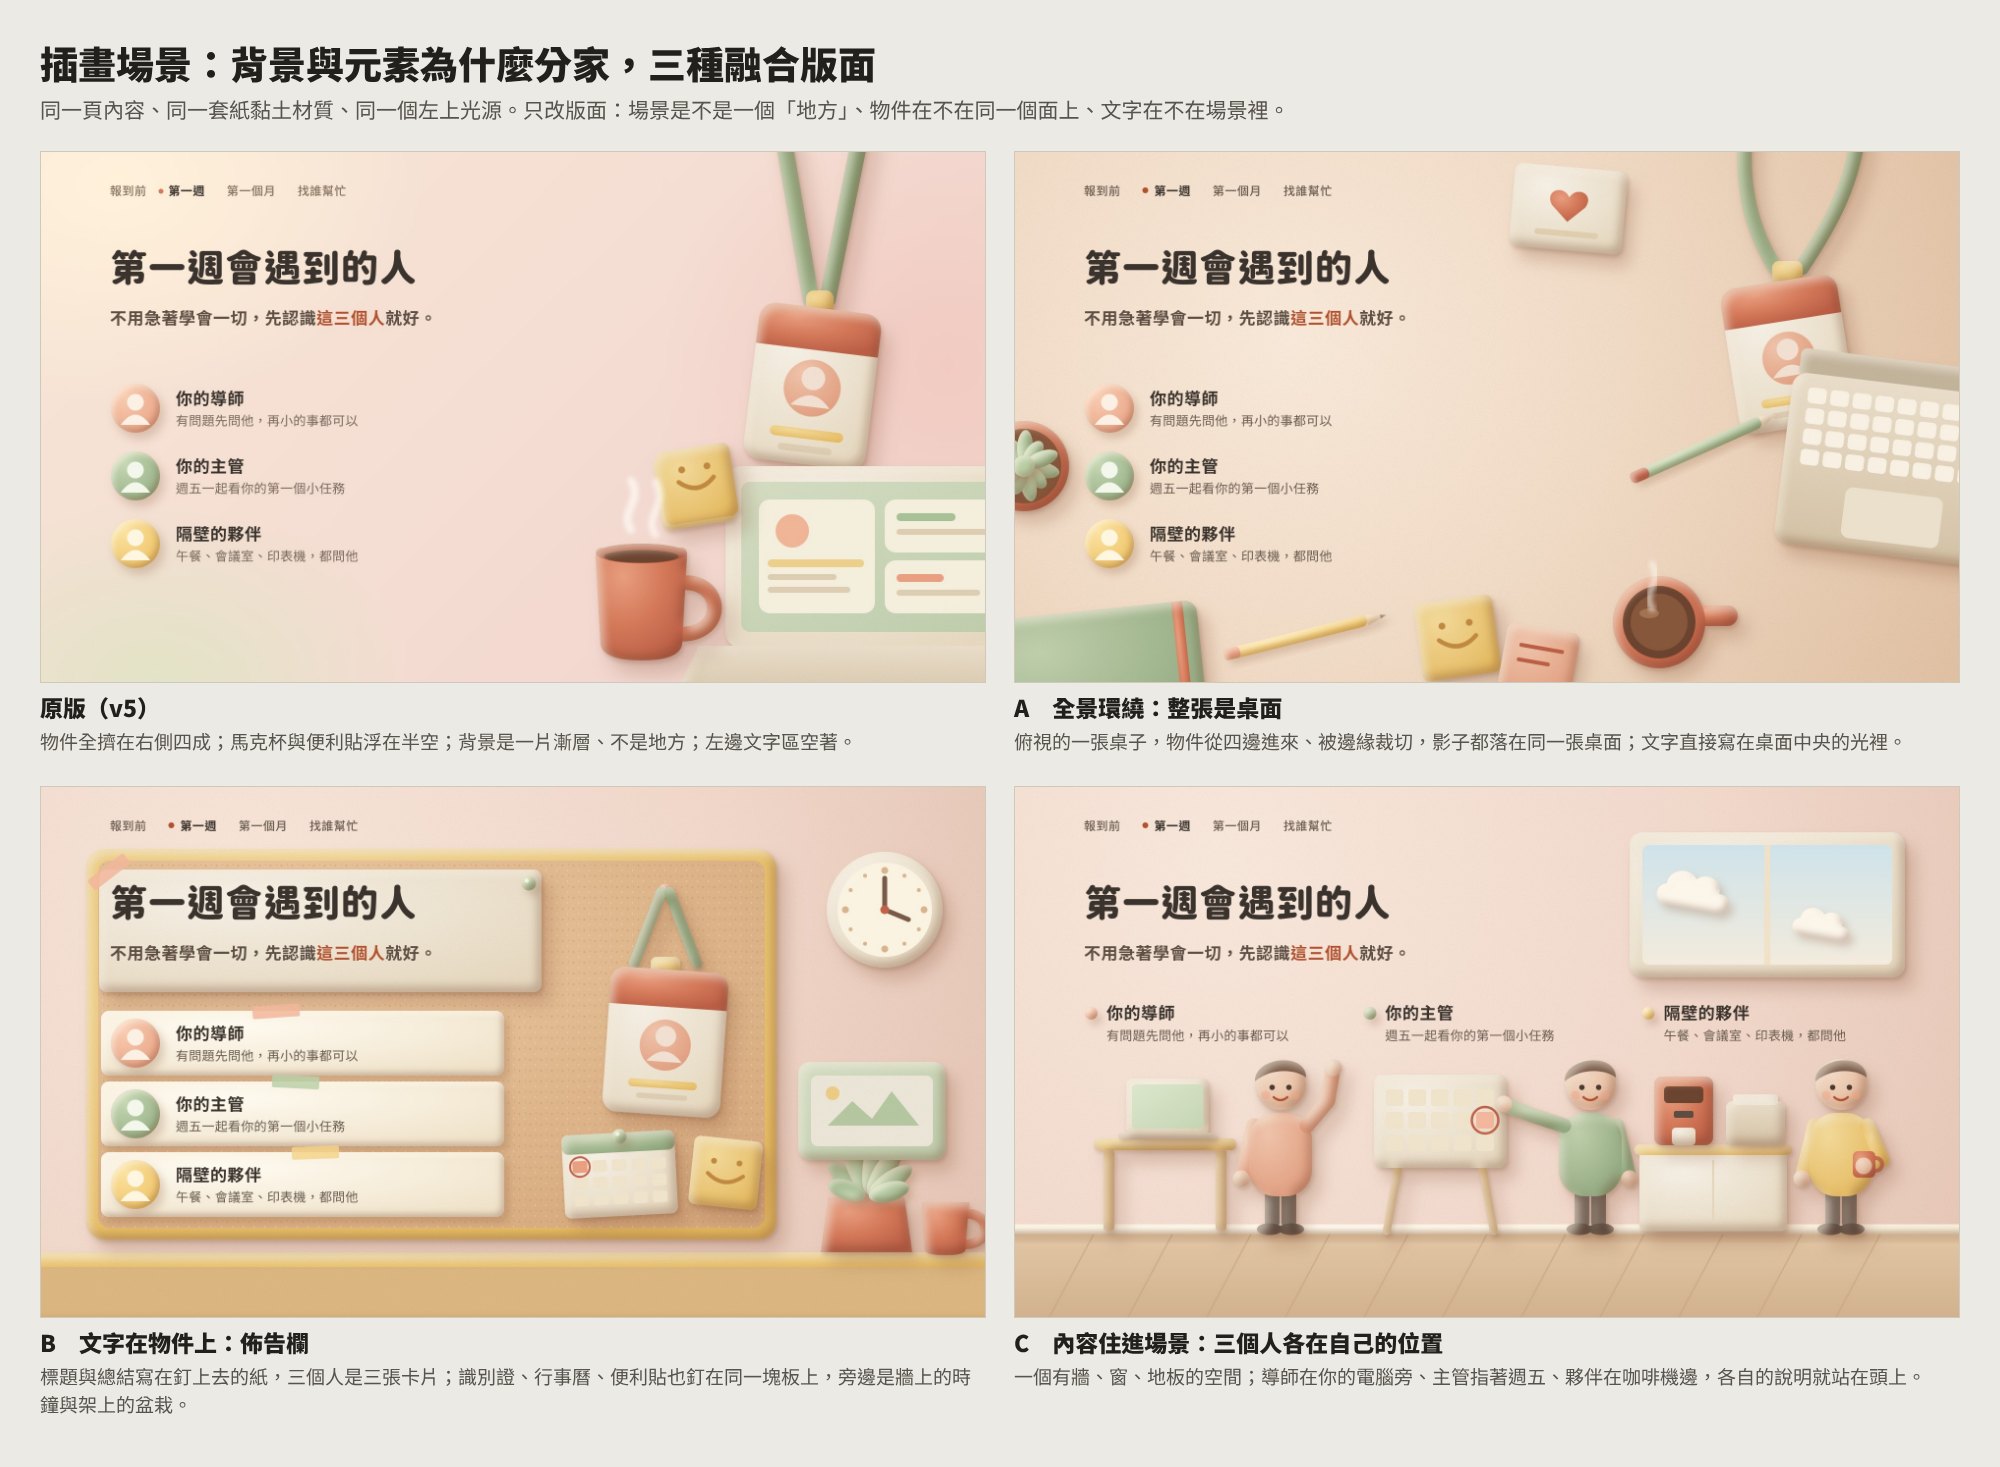 插畫場景：背景與元素為什麼分家，三種融合版面
同一頁內容、同一套紙黏土材質、同一個左上光源。只改版面：場景是不是一個「地方」、物件在不在同一個面上、文字在不在場景裡。
報到前 第一週 第一個月 找誰幫忙
第一週會遇到的人
不用急著學會一切，先認識這三個人就好。
你的導師
有問題先問他，再小的事都可以
你的主管
週五一起看你的第一個小任務
隔壁的夥伴
午餐、會議室、印表機，都問他
原版（v5）
物件全擠在右側四成；馬克杯與便利貼浮在半空；背景是一片漸層、不是地方；左邊文字區空著。
報到前 第一週 第一個月 找誰幫忙
第一週會遇到的人
不用急著學會一切，先認識這三個人就好。
你的導師
有問題先問他，再小的事都可以
你的主管
週五一起看你的第一個小任務
隔壁的夥伴
午餐、會議室、印表機，都問他
A 全景環繞：整張是桌面
俯視的一張桌子，物件從四邊進來、被邊緣裁切，影子都落在同一張桌面；文字直接寫在桌面中央的光裡。
報到前 第一週 第一個月 找誰幫忙
第一週會遇到的人
不用急著學會一切，先認識這三個人就好。
你的導師
有問題先問他，再小的事都可以
你的主管
週五一起看你的第一個小任務
隔壁的夥伴
午餐、會議室、印表機，都問他
B 文字在物件上：佈告欄
標題與總結寫在釘上去的紙，三個人是三張卡片；識別證、行事曆、便利貼也釘在同一塊板上，旁邊是牆上的時
鐘與架上的盆栽。
報到前 第一週 第一個月 找誰幫忙
第一週會遇到的人
不用急著學會一切，先認識這三個人就好。
你的導師
有問題先問他，再小的事都可以
你的主管
週五一起看你的第一個小任務
隔壁的夥伴
午餐、會議室、印表機，都問他
C 內容住進場景：三個人各在自己的位置
一個有牆、窗、地板的空間；導師在你的電腦旁、主管指著週五、夥伴在咖啡機邊，各自的說明就站在頭上。